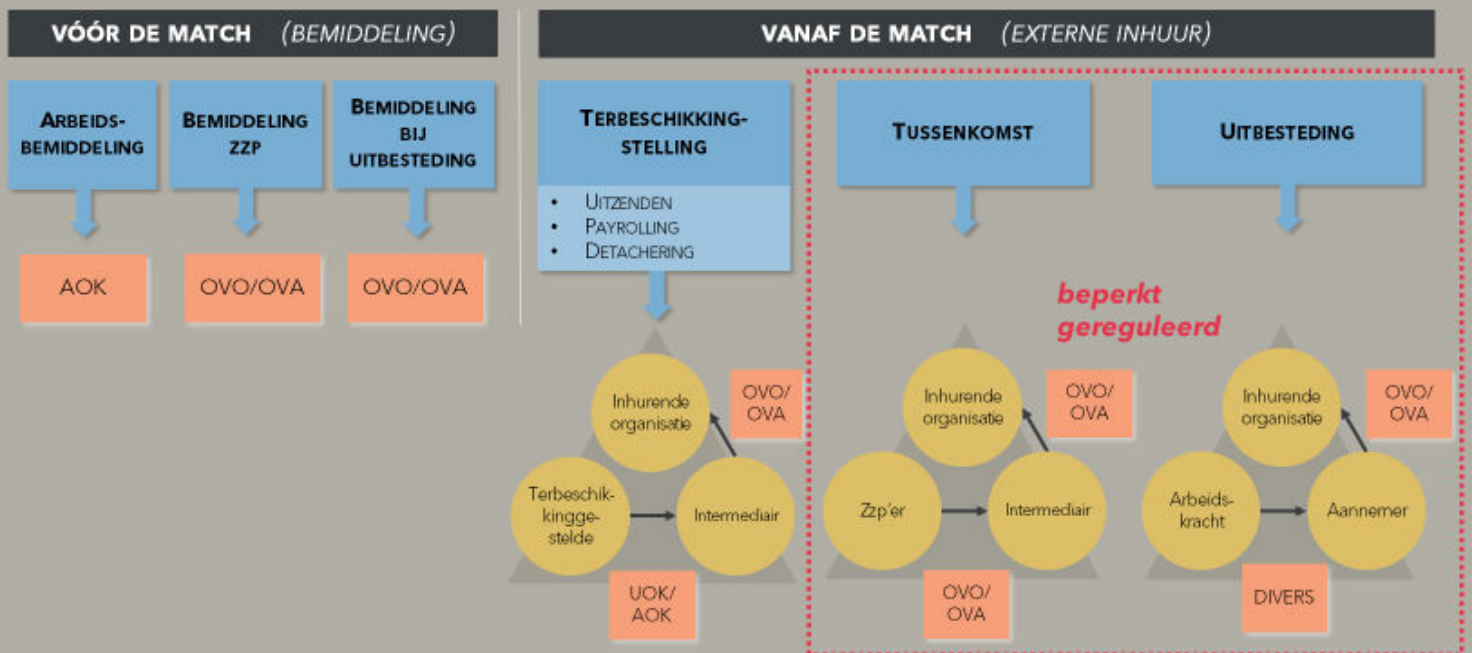 VÓÓR DE MATCH (BEMIDDELING)
VANAF DE MATCH (EXTERNE INHUUR)
ARBEIDS-
BEMIDDELING
BEMIDDELING
ZZP
BEMIDDELING
BIJ
UITBESTEDING
TERBESCHIKKING-
STELLING
• UITZENDEN
• PAYROLLING
• DETACHERING
TUSSENKOMST
UITBESTEDING
AOK
OVO/OVA
OVO/OVA
beperkt
gereguleerd
Inhurende
organisatie
OVO/
OVA
Terbeschik-
kingge-
stelde
Intermediair
UOK/
AOK
Inhurende
organisatie
OVO/
OVA
Zzp'er
Intermediair
OVO/
OVA
Inhurende
organisatie
OVO/
OVA
Arbeids-
kracht
Aannemer
DIVERS